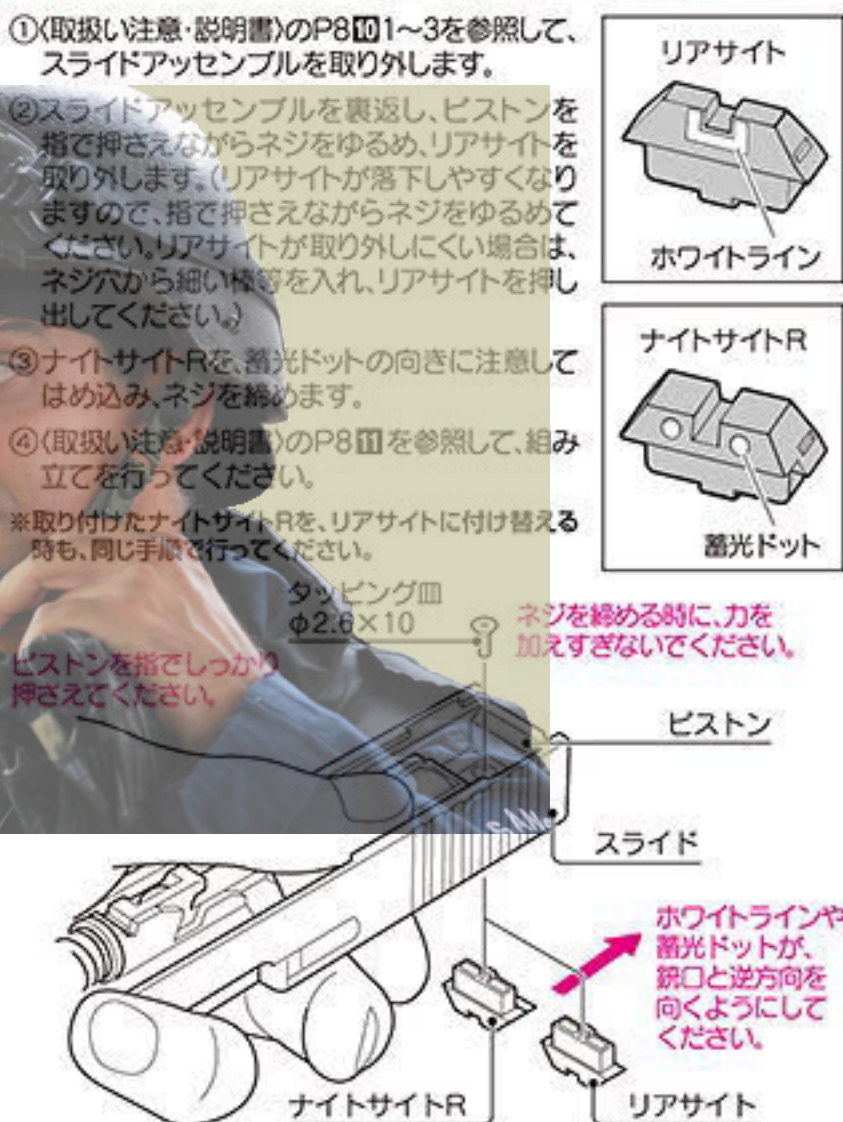 ①〈取扱い注意・説明書〉のP8 10 1～3を参照して、
スライドアッセンブルを取り外します。
②スライドアッセンブルを裏返し、ピストンを
指で押さえながらネジをゆるめ、リアサイトを
取り外します。(リアサイトが落下しやすくなり
ますので、指で押さえながらネジをゆるめて
ください。リアサイトが取り外しにくい場合は、
ネジ穴から細い棒等を入れ、リアサイトを押し
出してください。)
③ナイトサイトRを、蓄光ドットの向きに注意して
はめ込み、ネジを締めます。
④〈取扱い注意・説明書〉のP8 11 を参照して、組み
立てを行ってください。
※取り付けたナイトサイトRを、リアサイトに付け替える
時も、同じ手順で行ってください。
リアサイト
ホワイトライン
ナイトサイトR
蓄光ドット
タッピング皿
φ2.6×10
ネジを締める時に、力を
加えすぎないでください。
ピストンを指でしっかり
押さえてください。
ピストン
スライド
ホワイトラインや
蓄光ドットが、
銃口と逆方向を
向くようにして
ください。
ナイトサイトR
リアサイト